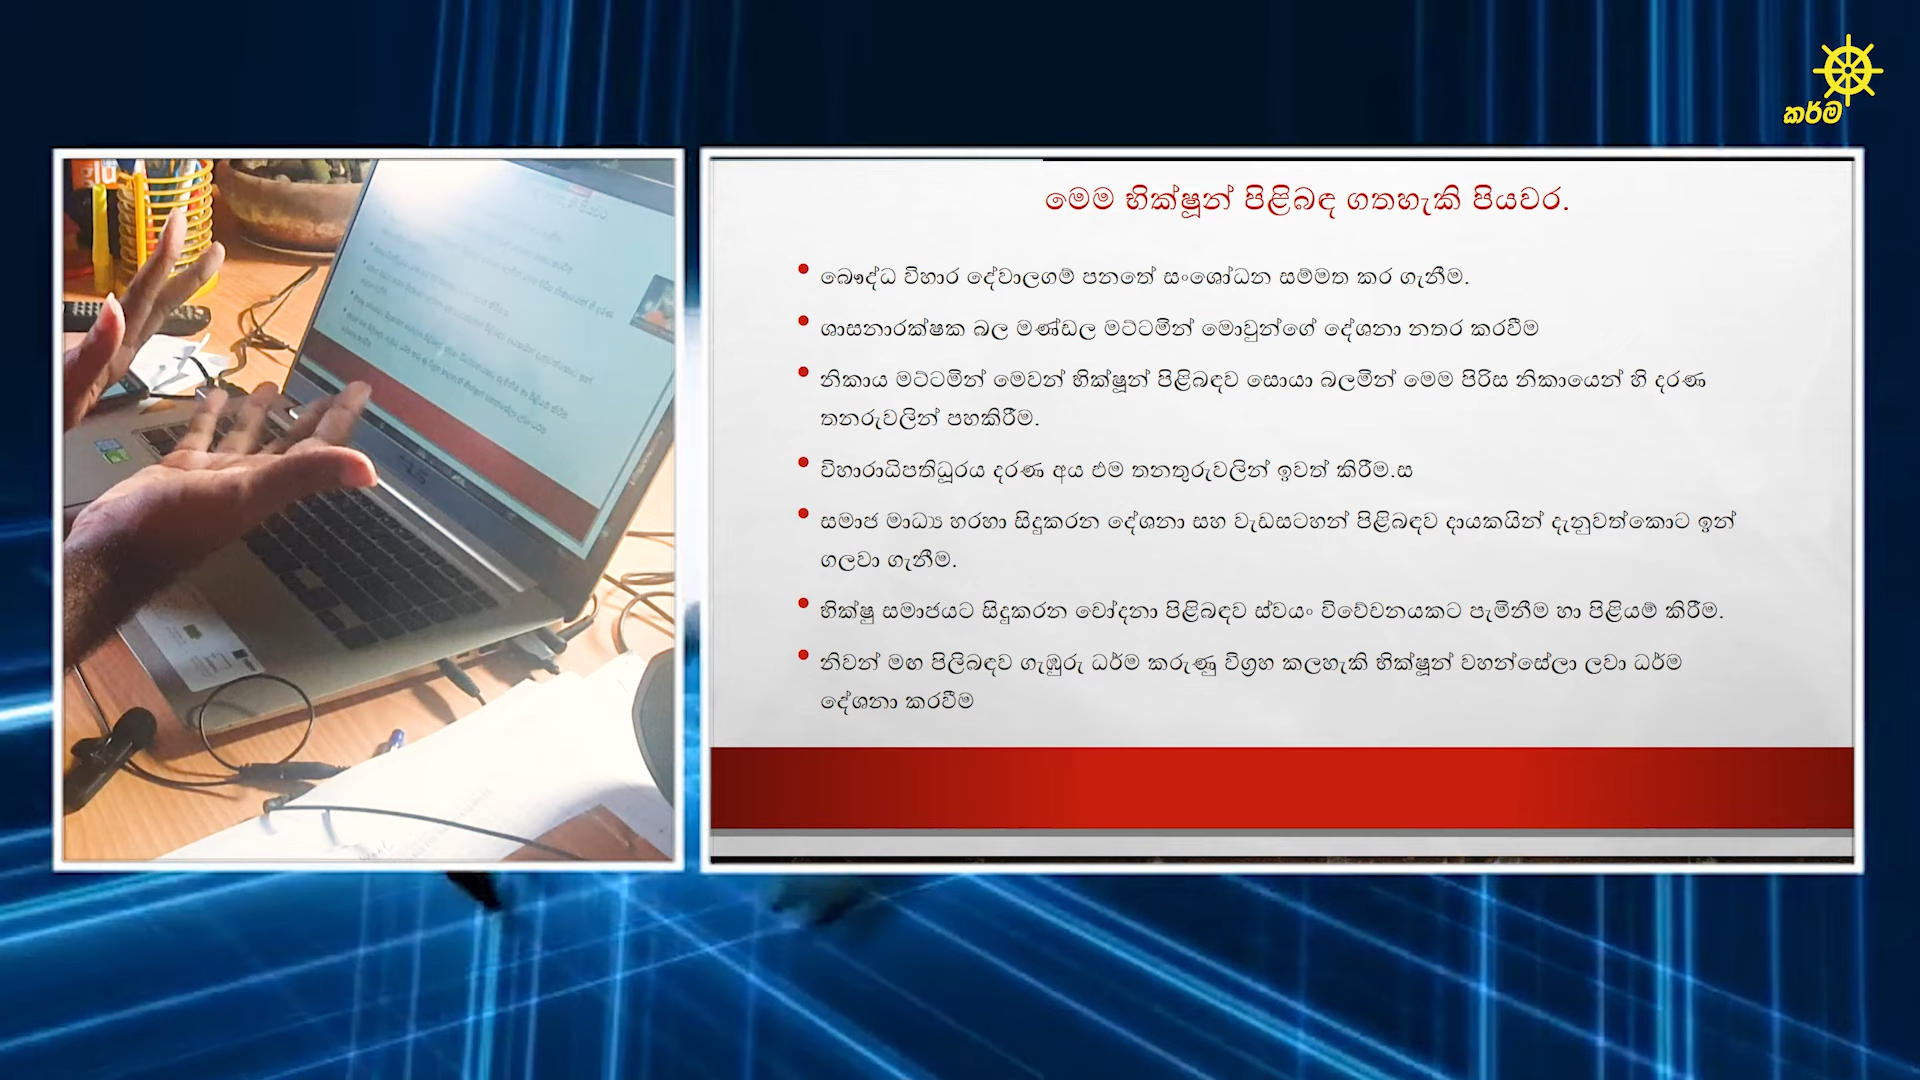 කර්ම
මෙම භික්ෂූන් පිළිබඳ ගතහැකි පියවර.
බෞද්ධ විහාර දේවාලගම් පනතේ සංශෝධන සම්මත කර ගැනීම.
ශාසනාරක්ෂක බල මණ්ඩල මට්ටමින් මොවුන්ගේ දේශනා නතර කරවීම
නිකාය මට්ටමින් මෙවන් භික්ෂූන් පිළිබඳව සොයා බලමින් මෙම පිරිස නිකායෙන් හි දරණ
තනරුවලින් පහකිරීම.
විහාරාධිපතිධූරය දරණ අය එම තනතුරුවලින් ඉවත් කිරීම.ස
සමාජ මාධ්‍ය හරහා සිදුකරන දේශනා සහ වැඩසටහන් පිළිබඳව දායකයින් දැනුවත්කොට ඉන්
ගලවා ගැනීම.
භික්ෂු සමාජයට සිදුකරන චෝදනා පිළිබඳව ස්වයං විවේචනයකට පැමිනීම හා පිළියම් කිරීම.
නිවන් මඟ පිලිබඳව ගැඹුරු ධර්ම කරුණු විග්‍රහ කලහැකි භික්ෂූන් වහන්සේලා ලවා ධර්ම
දේශනා කරවීම